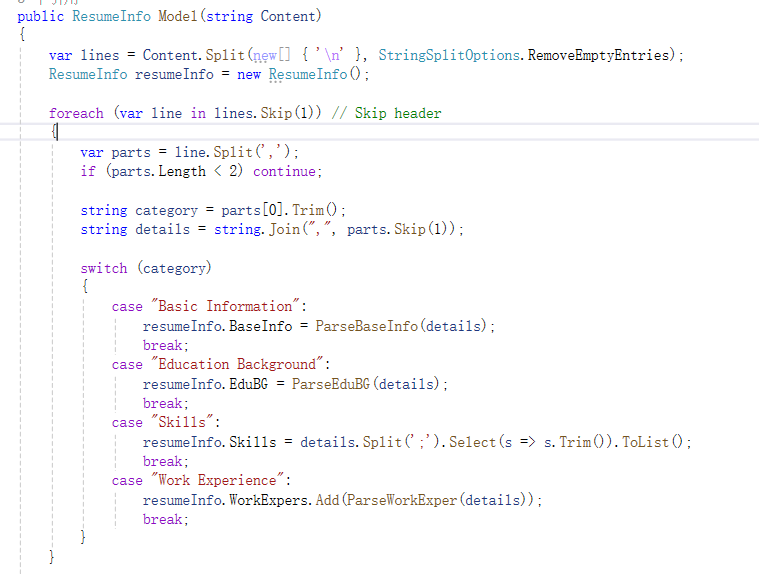 public ResumeInfo Model(string Content)
{
var lines = Content.Split(new[] { '\n' }, StringSplitOptions.RemoveEmptyEntries);
ResumeInfo resumeInfo = new ResumeInfo();
foreach (var line in lines.Skip(1)) // Skip header
{
var parts = line.Split(',');
if (parts.Length < 2) continue;
string category = parts[0].Trim();
string details = string.Join(",", parts.Skip(1));
switch (category)
{
case "Basic Information":
resumeInfo.BaseInfo = ParseBaseInfo(details);
break;
case "Education Background":
resumeInfo.EduBG = ParseEduBG(details);
break;
case "Skills":
resumeInfo.Skills = details.Split(';').Select(s => s.Trim()).ToList();
break;
case "Work Experience":
resumeInfo.WorkExpers.Add(ParseWorkExper(details));
break;
}
}